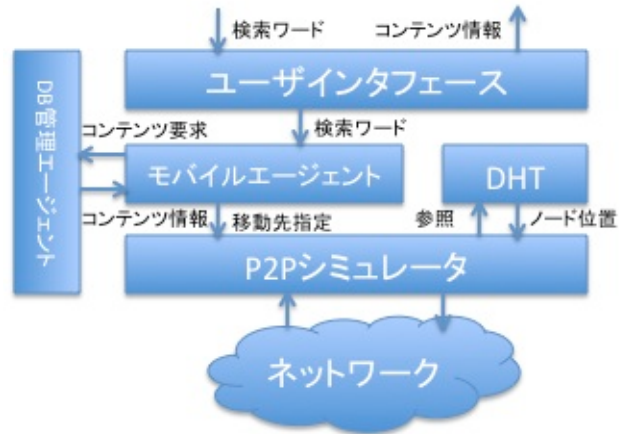 検索ワード
コンテンツ情報
ユーザインタフェース
DB管理エージェント
コンテンツ要求
検索ワード
モバイルエージェント
DHT
コンテンツ情報
移動先指定
参照
ノード位置
P2Pシミュレータ
ネットワーク